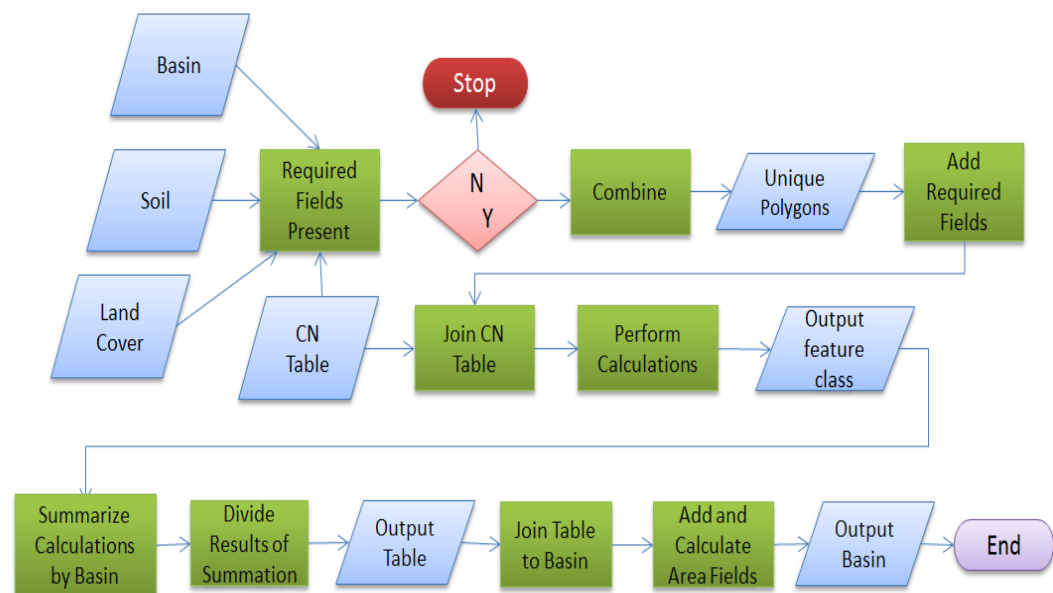 Basin
Stop
Soil
Required
Fields
Present
N
Y
Combine
Unique
Polygons
Add
Required
Fields
Land
Cover
CN
Table
Join CN
Table
Perform
Calculations
Output
feature
class
Summarize
Calculations
by Basin
Divide
Results of
Summation
Output
Table
Join Table
to Basin
Add and
Calculate
Area Fields
Output
Basin
End